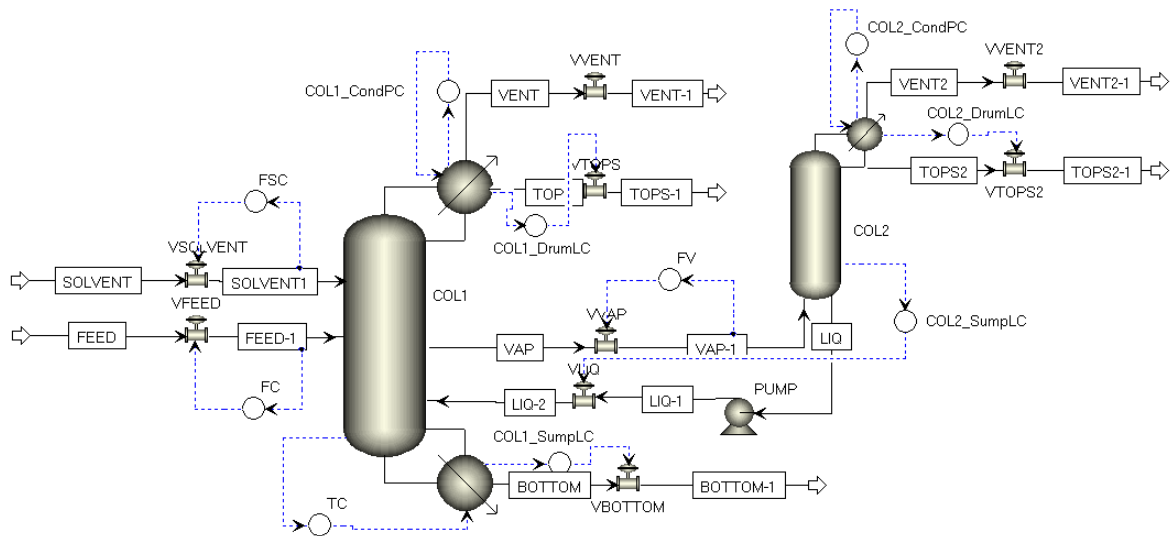 COL2_CondPC
VVENT2
VENT2
VENT2-1
VVENT
COL1_CondPC
VENT
VENT-1
COL2_DrumLC
VTOPS
TOPS2
TOPS2-1
VTOPS2
FSC
TOP
TOPS-1
COL1_DrumLC
COL2
VSOLVENT
SOLVENT
SOLVENT1
COL1
FV
VFEED
VVAP
COL2_SumpLC
FEED
FEED-1
VAP
VAP-1
LIQ
VLIQ
FC
PUMP
LIQ-2
LIQ-1
COL1_SumpLC
BOTTOM
BOTTOM-1
VBOTTOM
TC